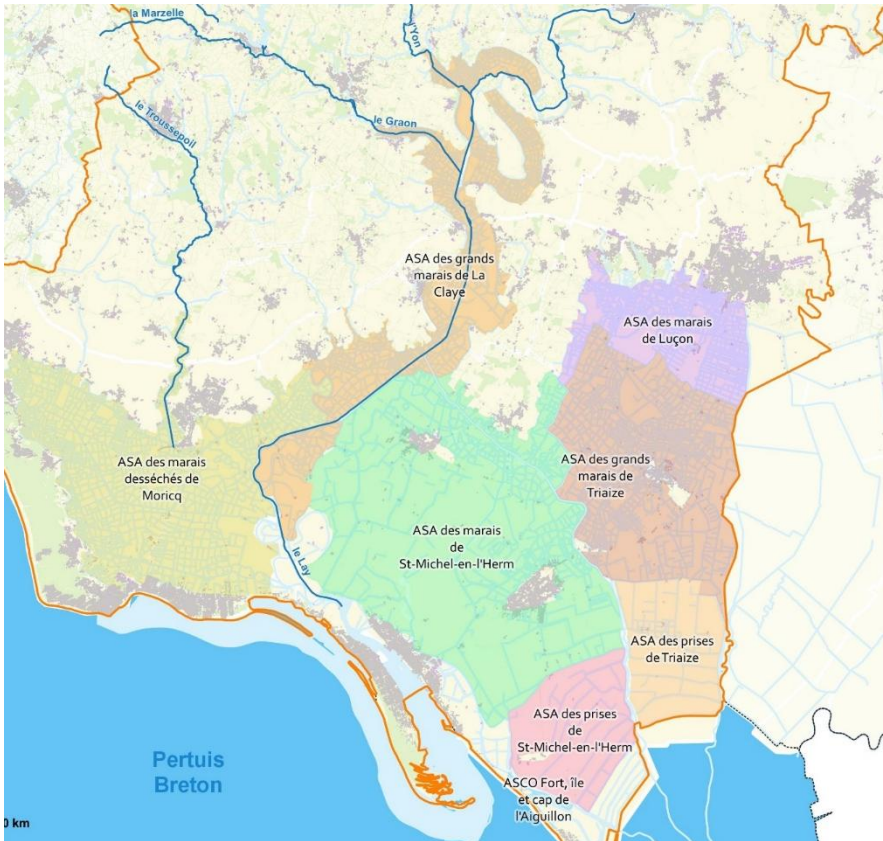 la Marzelle
l'Yon
le Troussepoil
le Graon
ASA des grands
marais de La
Claye
ASA des marais
de Luçon
ASA des marais
desséchés de
Moricq
ASA des grands
marais de
Triaize
ASA des marais
de
St-Michel-en-l'Herm
le Lay
ASA des prises
de Triaize
ASA des prises
de
St-Michel-en-l'Herm
Pertuis
Breton
ASCO Fort, île
et cap de
l'Aiguillon
0 km